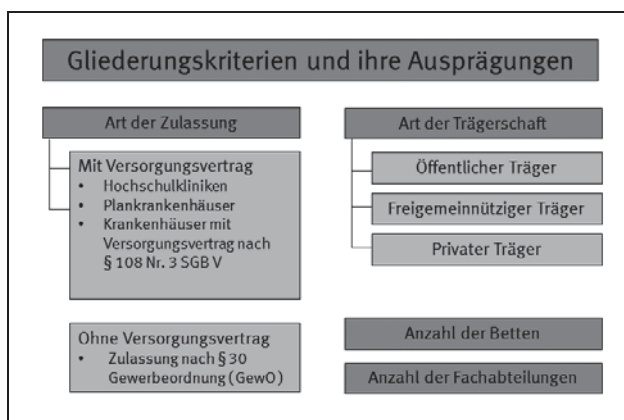 Gliederungskriterien und ihre Ausprägungen
Art der Zulassung
Mit Versorgungsvertrag
• Hochschulkliniken
• Plankrankenhäuser
• Krankenhäuser mit
Versorgungsvertrag nach
§ 108 Nr. 3 SGB V
Ohne Versorgungsvertrag
• Zulassung nach § 30
Gewerbeordnung (GewO)
Art der Trägerschaft
Öffentlicher Träger
Freigemeinnütziger Träger
Privater Träger
Anzahl der Betten
Anzahl der Fachabteilungen